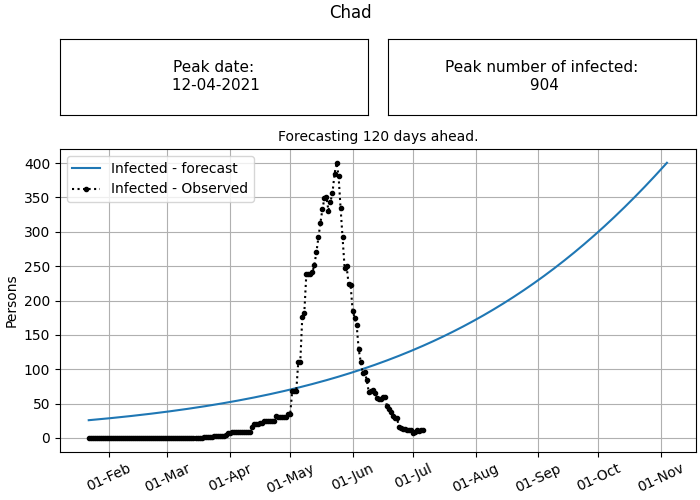 Chad
Peak date:
12-04-2021
Peak number of infected:
904
Forecasting 120 days ahead.
Infected - forecast
Infected - Observed
Persons
400
350
300
250
200
150
100
50
0
01-Feb
01-Mar
01-Apr
01-May
01-Jun
01-Jul
01-Aug
01-Sep
01-Oct
01-Nov